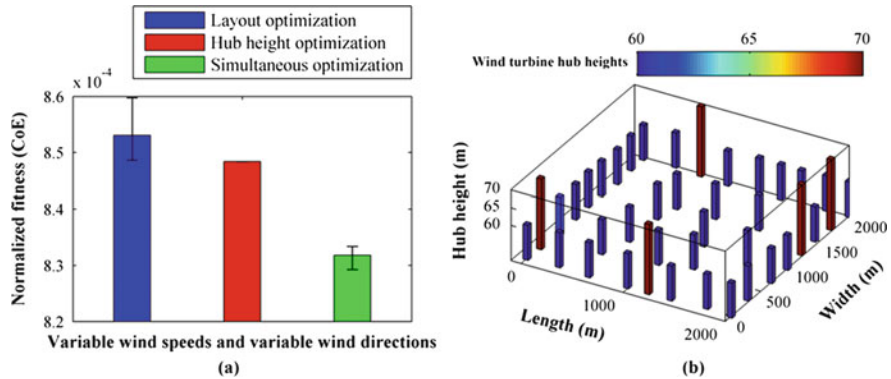 Layout optimization
Hub height optimization
Simultaneous optimization
x 10⁻⁴
8.6
8.5
8.4
8.3
8.2
Normalized fitness (CoE)
Variable wind speeds and variable wind directions
(a)
60 65 70
Wind turbine hub heights
Hub height (m)
70
65
60
0
1000
2000
Length (m)
0
500
1000
1500
2000
Width (m)
(b)